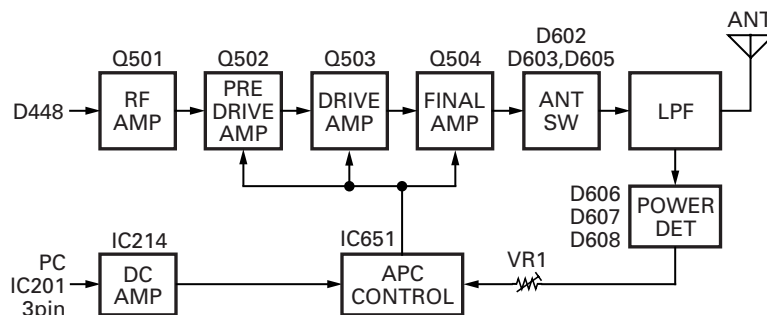 ANT
D602
D603,D605
Q501
Q502
Q503
Q504
D448
RF
AMP
PRE
DRIVE
AMP
DRIVE
AMP
FINAL
AMP
ANT
SW
LPF
D606
D607
D608
POWER
DET
IC214
IC651
VR1
PC
IC201
3pin
DC
AMP
APC
CONTROL